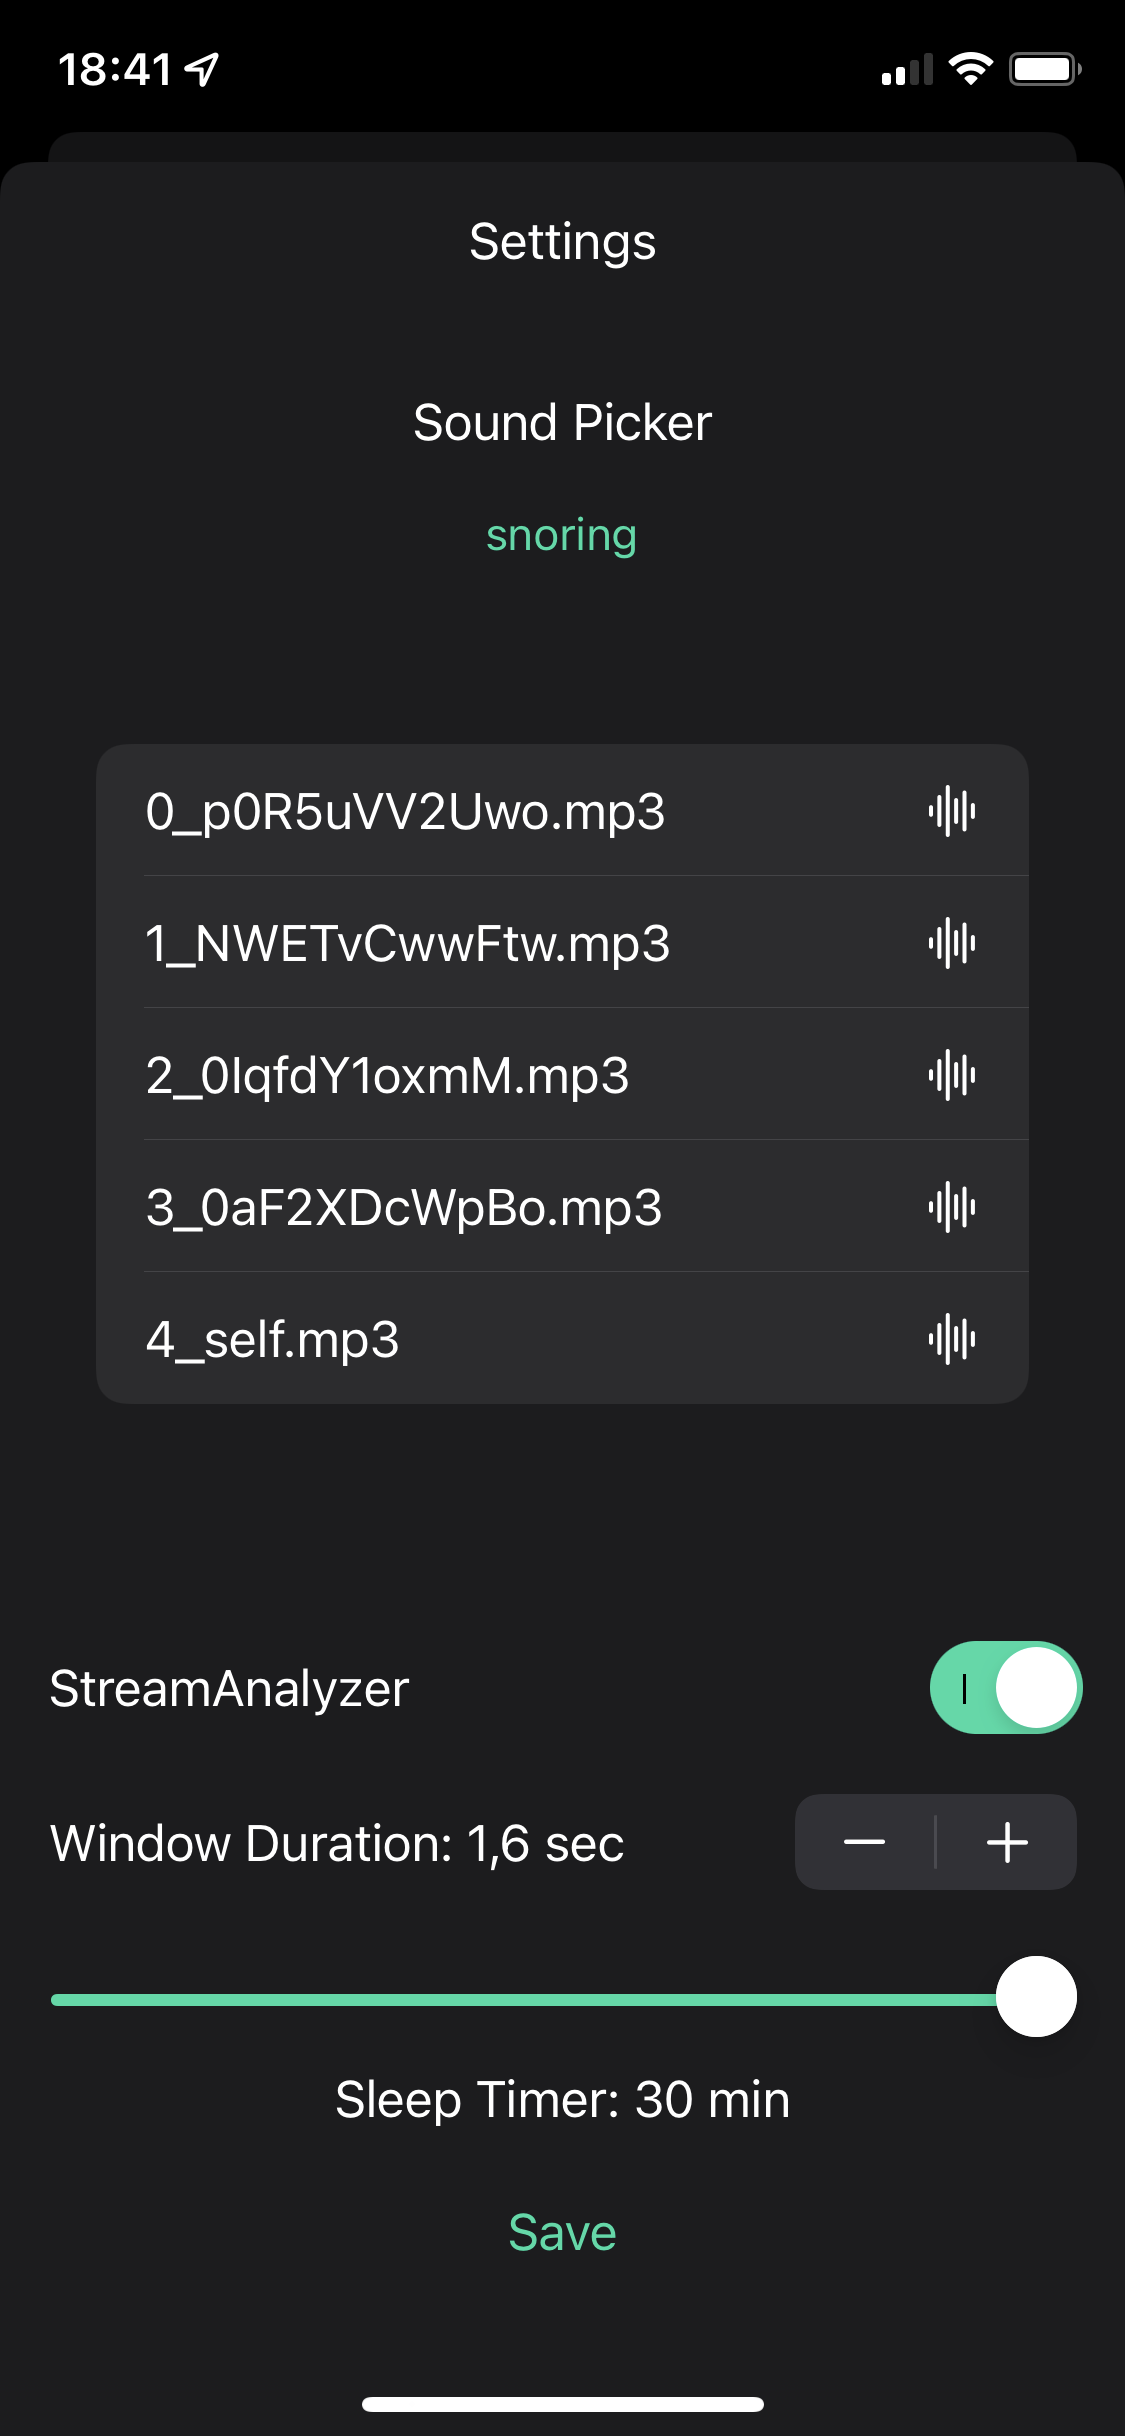 18:41
Settings
Sound Picker
snoring
0_p0R5uVV2Uwo.mp3
1_NWETvCwwFtw.mp3
2_0IqfdY1oxmM.mp3
3_0aF2XDcWpBo.mp3
4_self.mp3
StreamAnalyzer
Window Duration: 1,6 sec
Sleep Timer: 30 min
Save